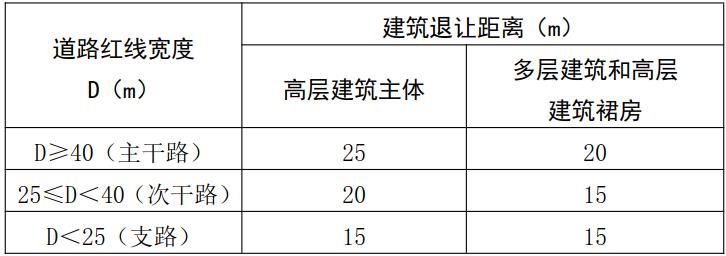 道路红线宽度
D（m）
建筑退让距离（m）
高层建筑主体
多层建筑和高层
建筑裙房
D≥40（主干路）
25
20
25≤D<40（次干路）
20
15
D<25（支路）
15
15